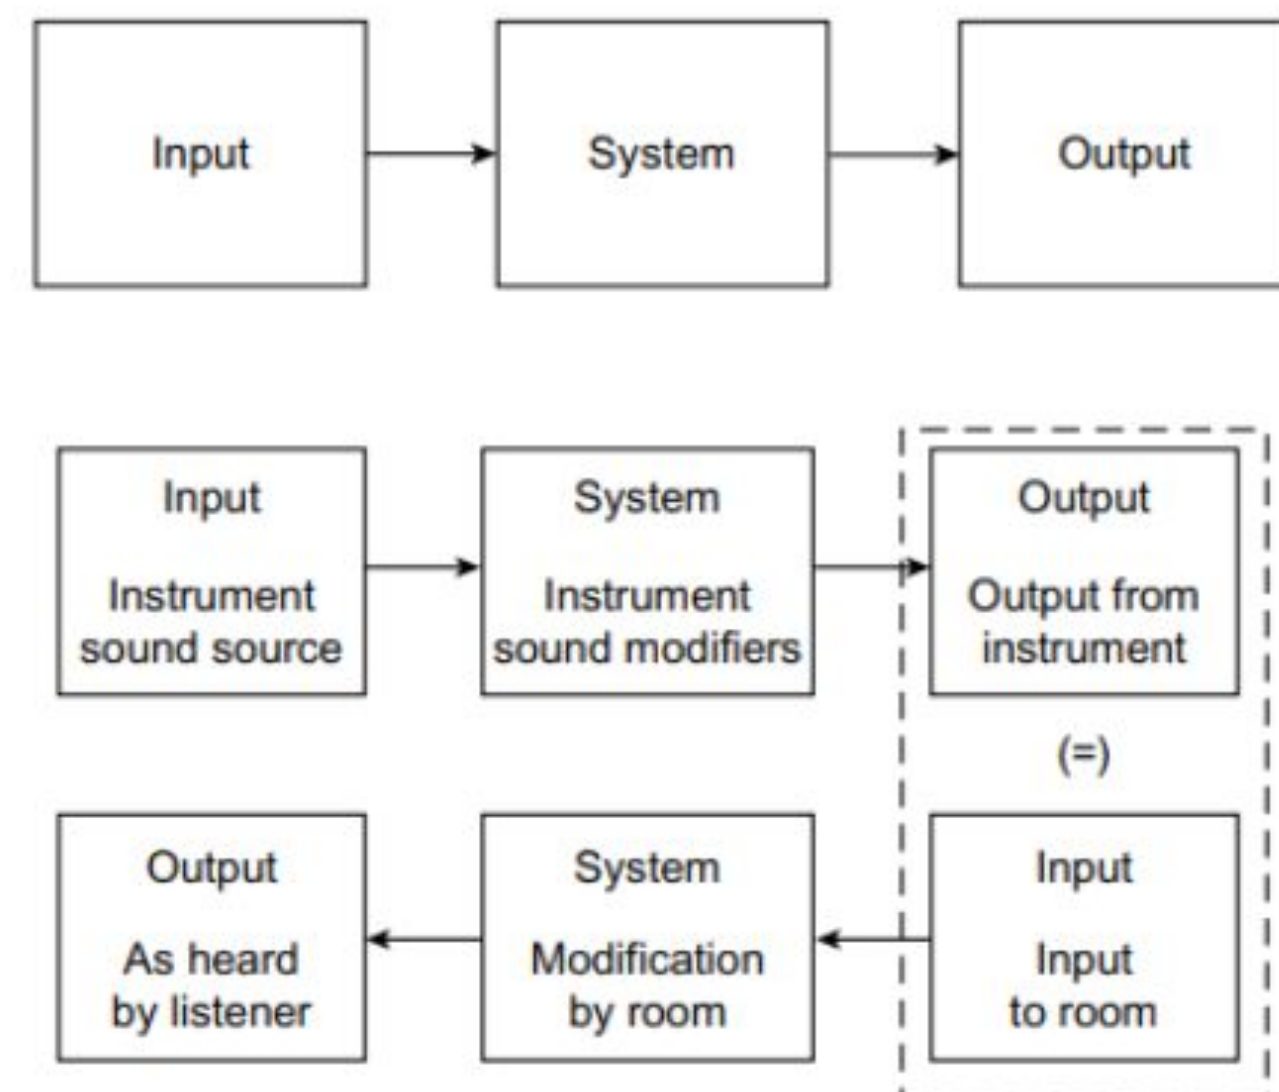 Input
System
Output
Input
Instrument
sound source
System
Instrument
sound modifiers
Output
Output from
instrument
(=)
Output
As heard
by listener
System
Modification
by room
Input
Input
to room